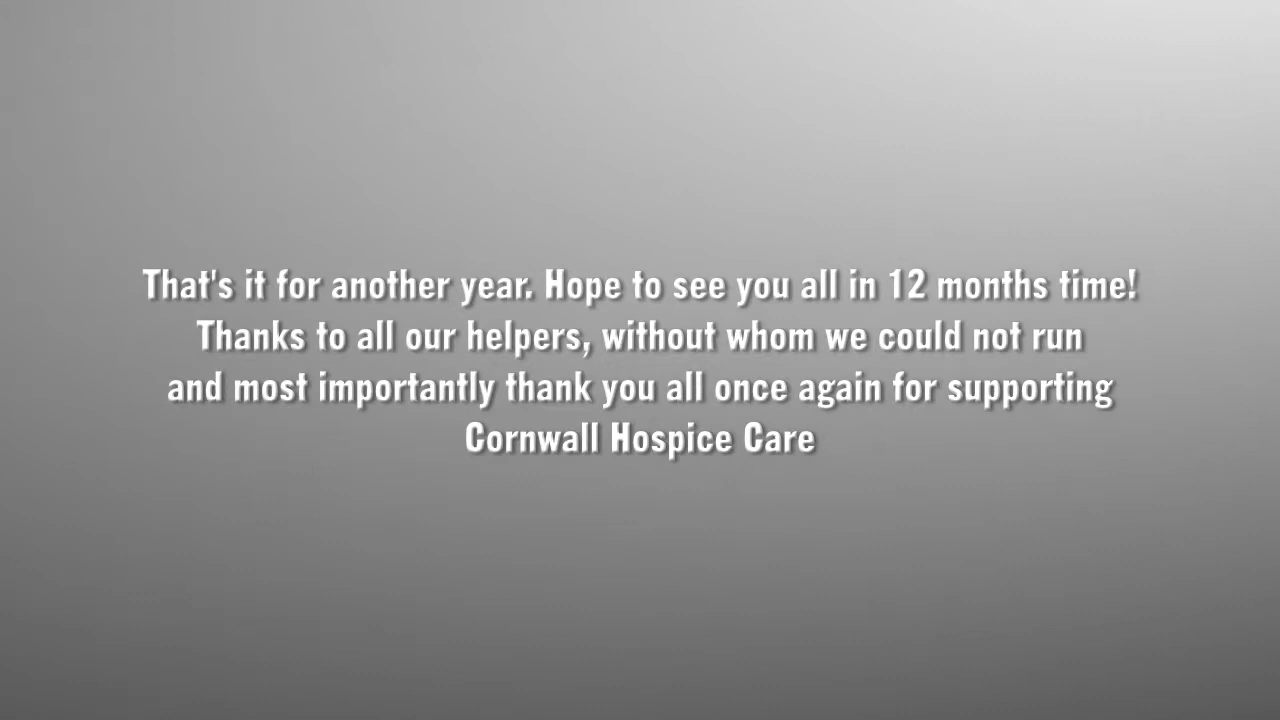 That's it for another year. Hope to see you all in 12 months time!
Thanks to all our helpers, without whom we could not run
and most importantly thank you all once again for supporting
Cornwall Hospice Care